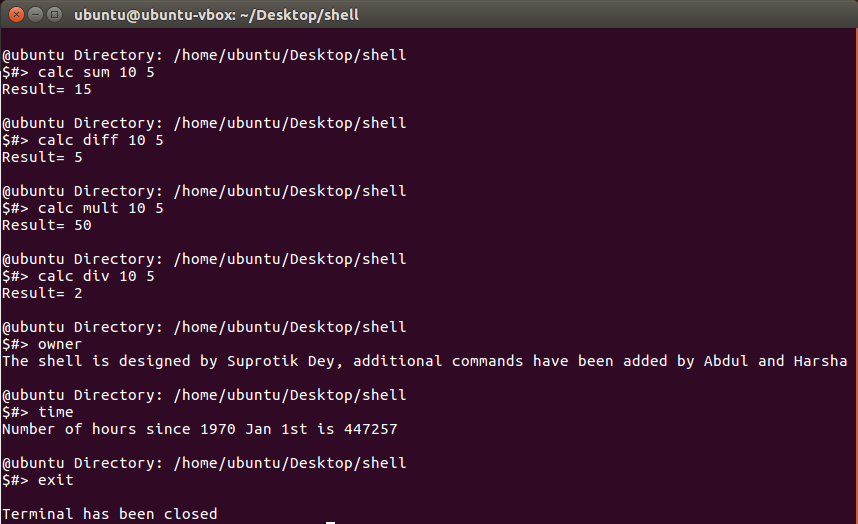 ubuntu@ubuntu-vbox: ~/Desktop/shell
@ubuntu Directory: /home/ubuntu/Desktop/shell
$#> calc sum 10 5
Result= 15
@ubuntu Directory: /home/ubuntu/Desktop/shell
$#> calc diff 10 5
Result= 5
@ubuntu Directory: /home/ubuntu/Desktop/shell
$#> calc mult 10 5
Result= 50
@ubuntu Directory: /home/ubuntu/Desktop/shell
$#> calc div 10 5
Result= 2
@ubuntu Directory: /home/ubuntu/Desktop/shell
$#> owner
The shell is designed by Suprotik Dey, additional commands have been added by Abdul and Harsha
@ubuntu Directory: /home/ubuntu/Desktop/shell
$#> time
Number of hours since 1970 Jan 1st is 447257
@ubuntu Directory: /home/ubuntu/Desktop/shell
$#> exit
Terminal has been closed